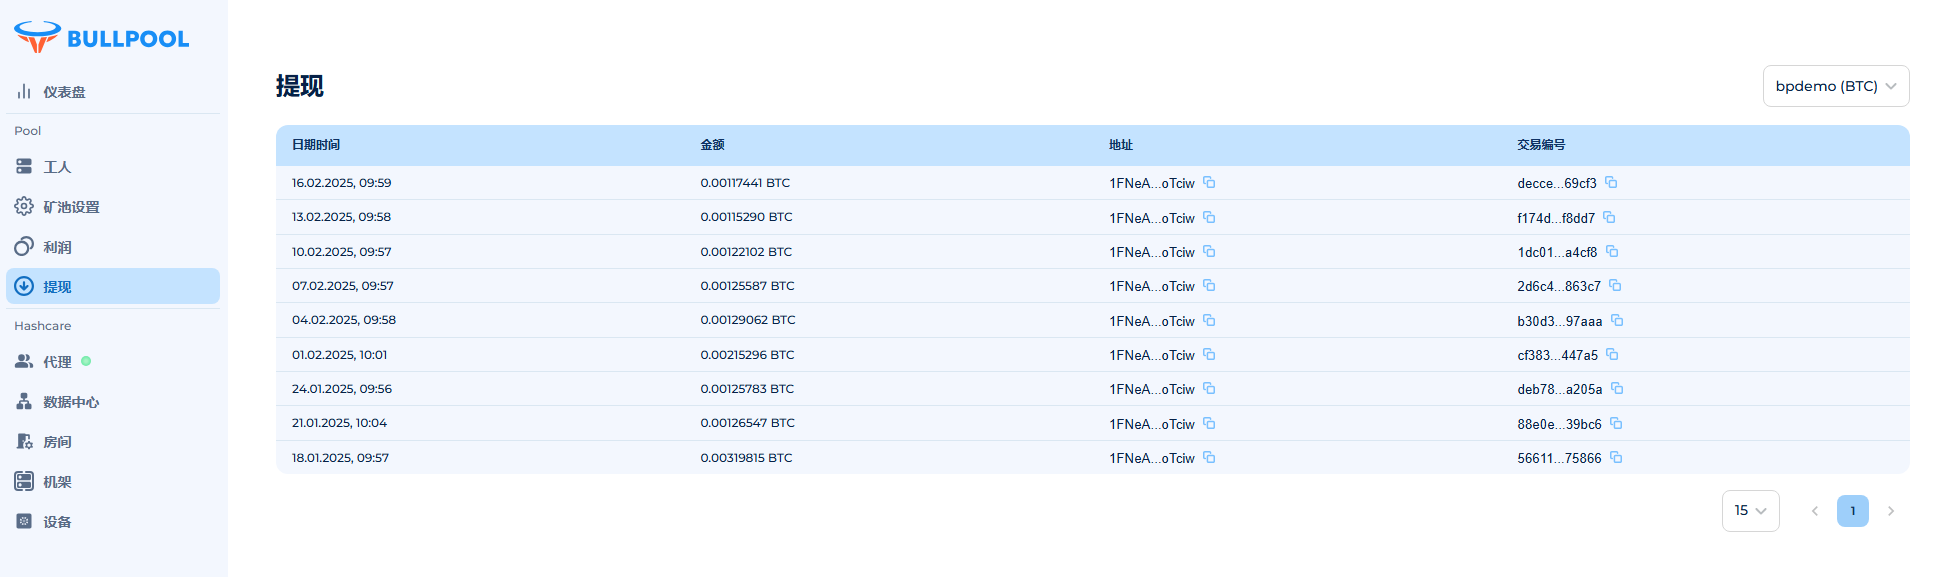 BULLPOOL
仪表盘
Pool
工人
矿池设置
利润
提现
Hashcare
代理
数据中心
房间
机架
设备
提现
bpdemo (BTC)
日期时间 金额 地址 交易编号
16.02.2025, 09:59 0.00117441 BTC 1FNeA...oTciw decce...69cf3
13.02.2025, 09:58 0.00115290 BTC 1FNeA...oTciw f174d...f8dd7
10.02.2025, 09:57 0.00122102 BTC 1FNeA...oTciw 1dc01...a4cf8
07.02.2025, 09:57 0.00125587 BTC 1FNeA...oTciw 2d6c4...863c7
04.02.2025, 09:58 0.00129062 BTC 1FNeA...oTciw b30d3...97aaa
01.02.2025, 10:01 0.00215296 BTC 1FNeA...oTciw cf383...447a5
24.01.2025, 09:56 0.00125783 BTC 1FNeA...oTciw deb78...a205a
21.01.2025, 10:04 0.00126547 BTC 1FNeA...oTciw 88e0e...39bc6
18.01.2025, 09:57 0.00319815 BTC 1FNeA...oTciw 56611...75866
15 1